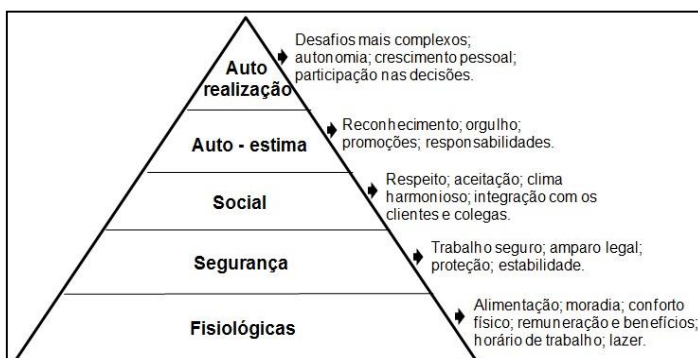 Auto
realização
Desafios mais complexos;
autonomia; crescimento pessoal;
participação nas decisões.
Auto - estima
Reconhecimento; orgulho;
promoções; responsabilidades.
Social
Respeito; aceitação; clima
harmonioso; integração com os
clientes e colegas.
Segurança
Trabalho seguro; amparo legal;
proteção; estabilidade.
Fisiológicas
Alimentação; moradia; conforto
físico; remuneração e benefícios;
horário de trabalho; lazer.